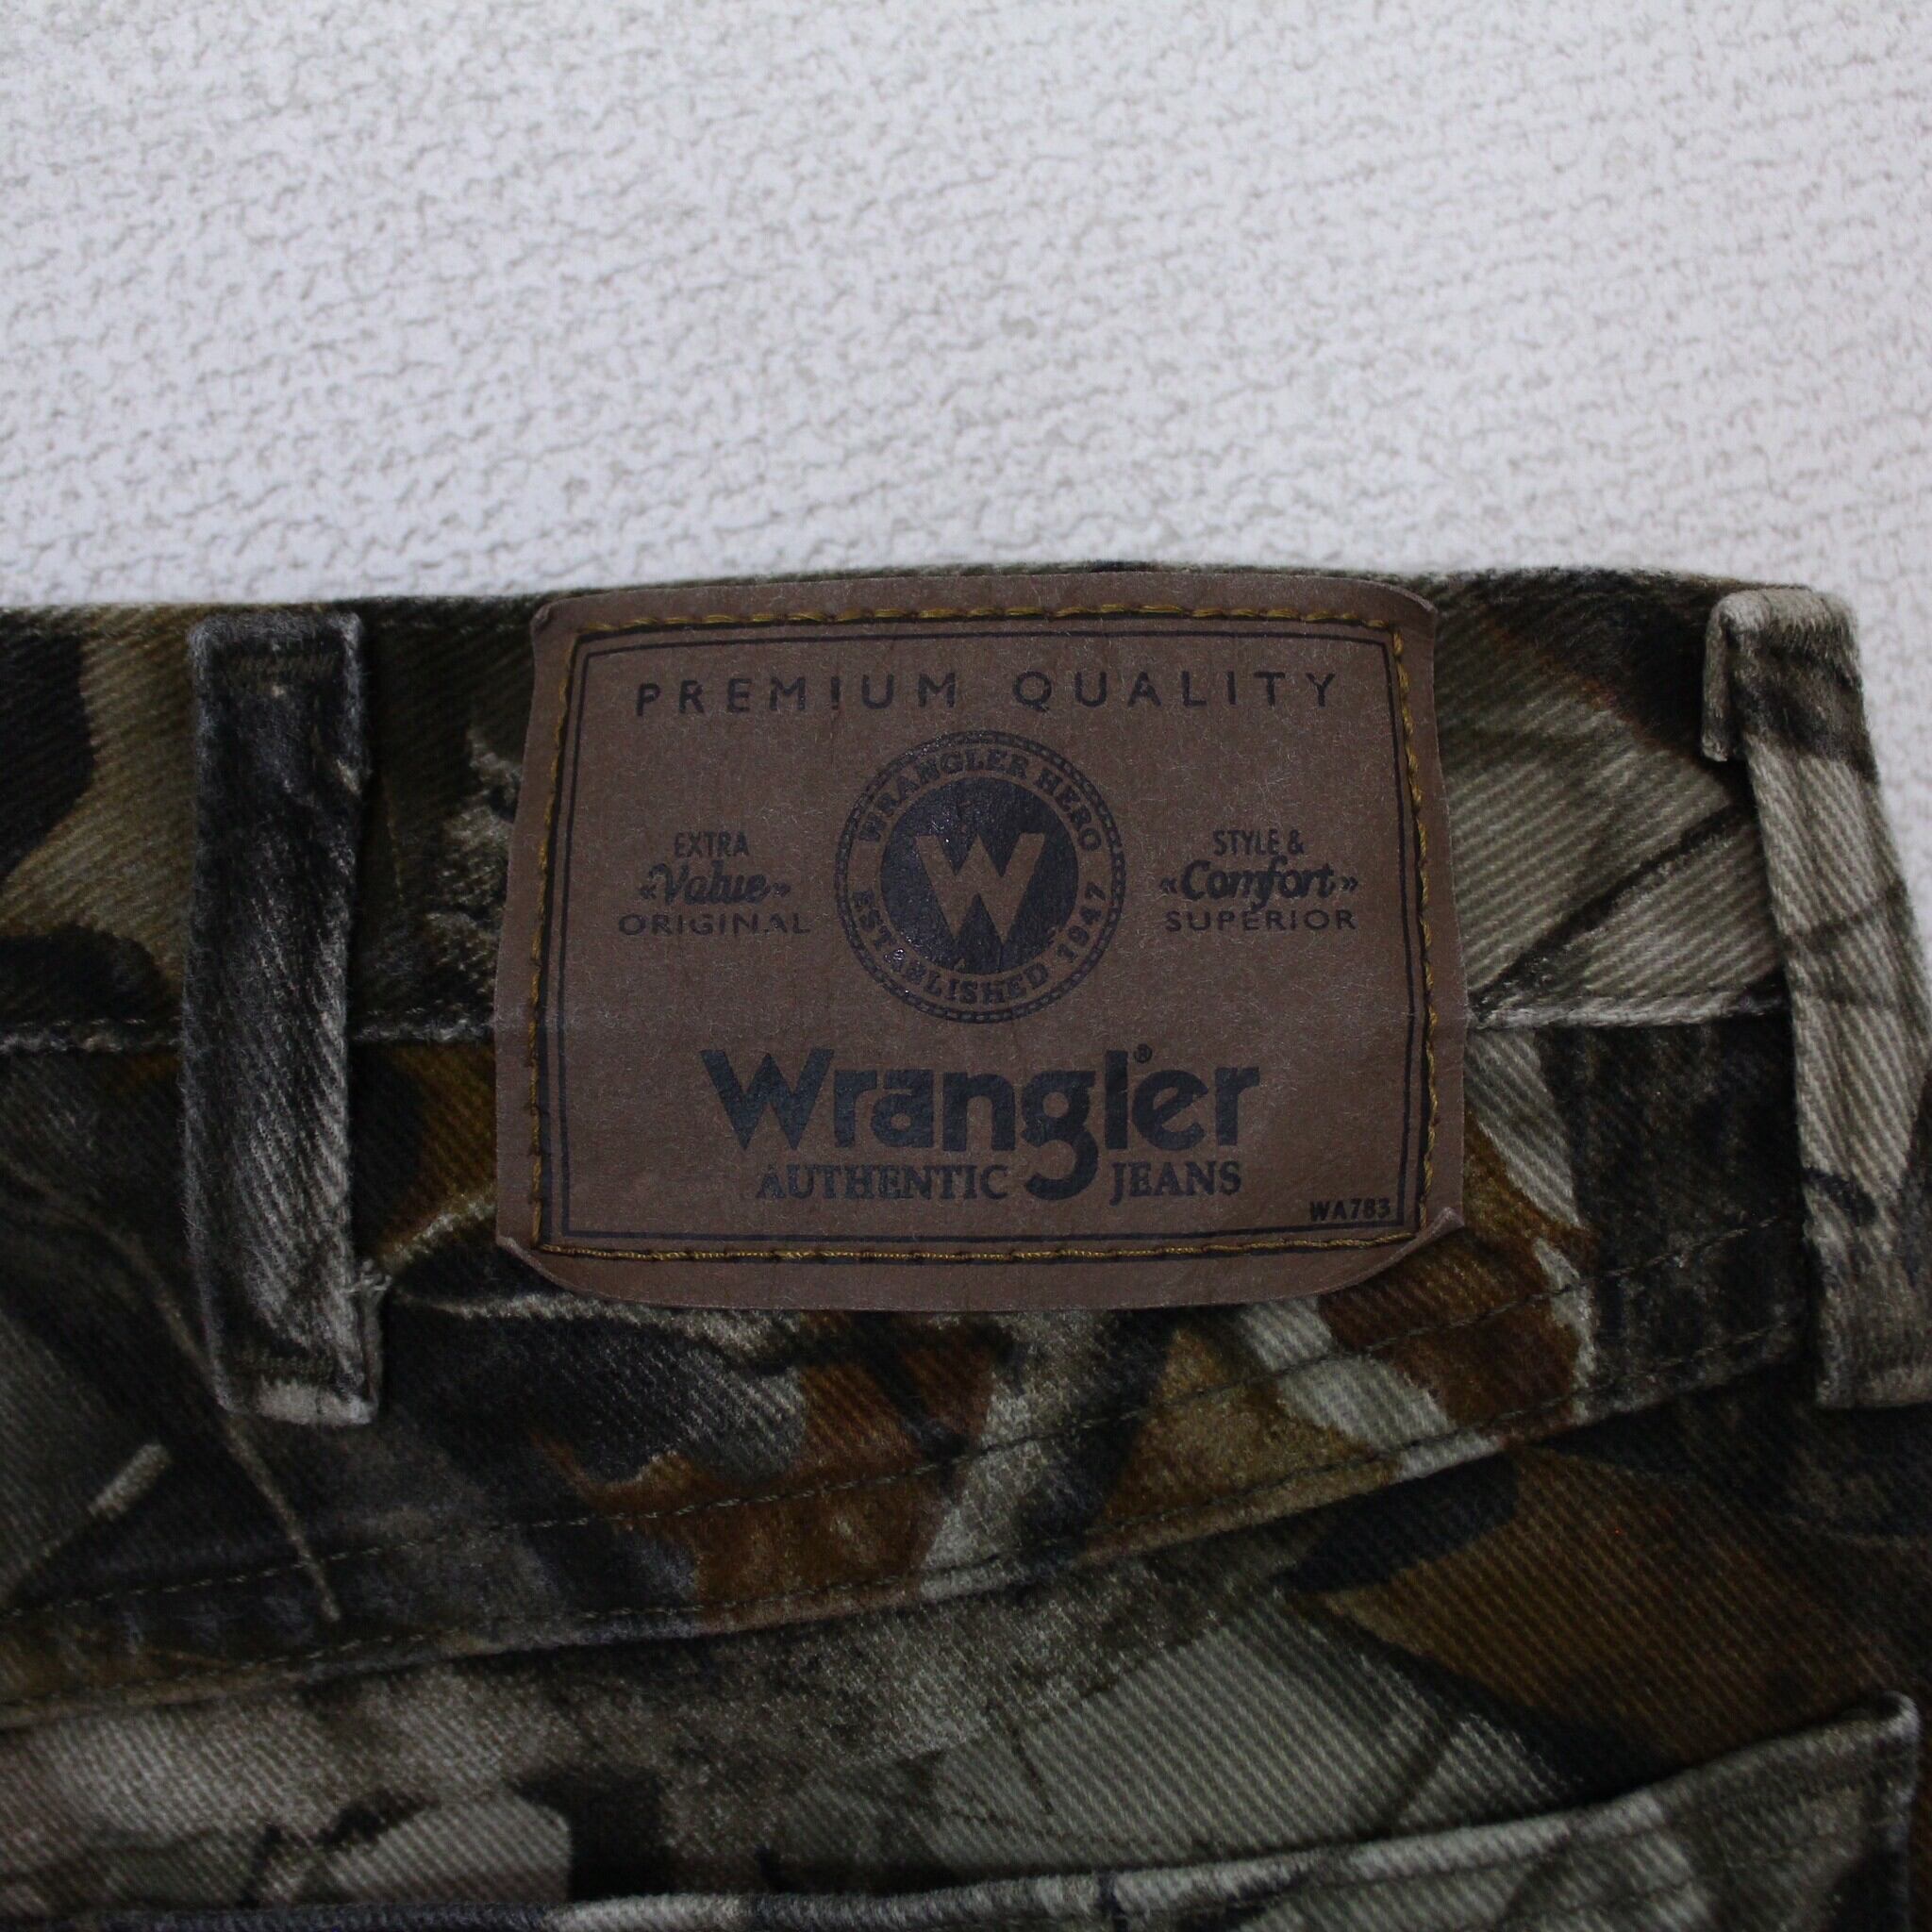 PREMIUM QUALITY
WRANGLER HERO
W
ESTABLISHED 1947
EXTRA
«Value»
ORIGINAL
STYLE &
«Comfort»
SUPERIOR
Wrangler®
AUTHENTIC JEANS
WA783